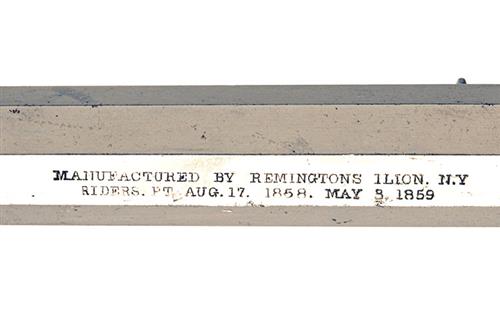 MANUFACTURED BY REMINGTONS ILION. N.Y
RIDERS. PT. AUG. 17. 1858. MAY 3, 1859